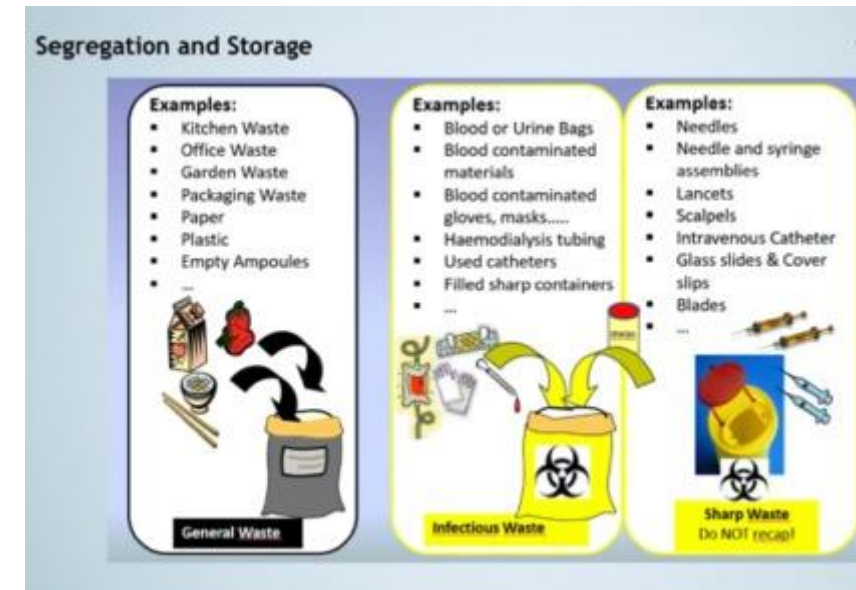 Segregation and Storage
Examples:
Kitchen Waste
Office Waste
Garden Waste
Packaging Waste
Paper
Plastic
Empty Ampoules
...
General Waste
Examples:
Blood or Urine Bags
Blood contaminated
materials
Blood contaminated
gloves, masks.....
Haemodialysis tubing
Used catheters
Filled sharp containers
...
Infectious Waste
Examples:
Needles
Needle and syringe
assemblies
Lancets
Scalpels
Intravenous Catheter
Glass slides & Cover
slips
Blades
...
Sharp Waste
Do NOT recap!